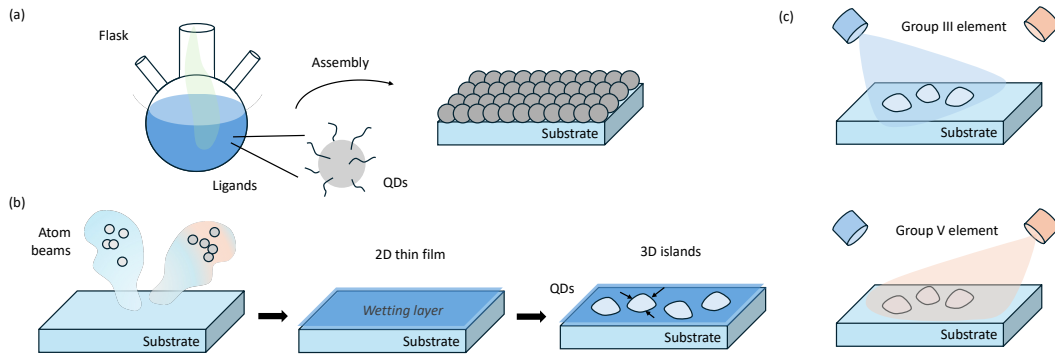 (a)
Flask
Assembly
Ligands
QDs
Substrate
(b)
Atom
beams
Substrate
2D thin film
Wetting layer
Substrate
3D islands
QDs
Substrate
(c)
Group III element
Substrate
Group V element
Substrate